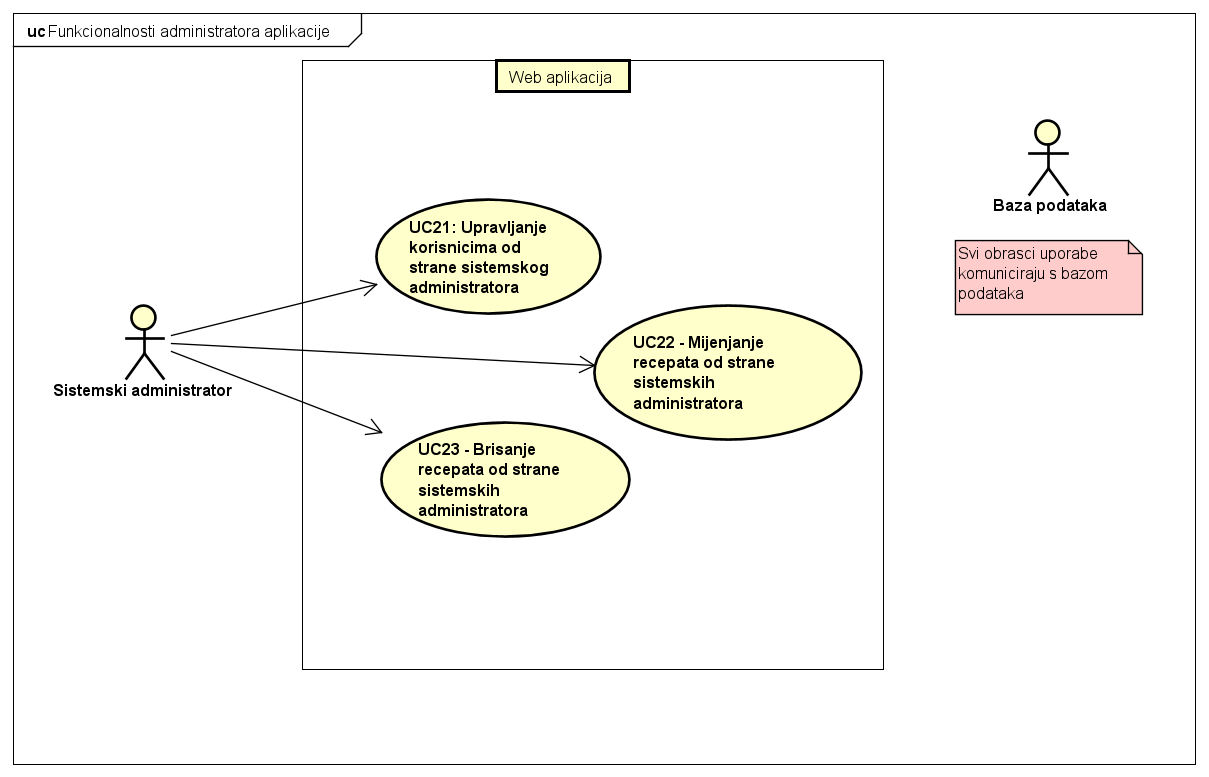 uc Funkcionalnosti administratora aplikacije
Web aplikacija
Baza podataka
Svi obrasci uporabe
komuniciraju s bazom
podataka
UC21: Upravljanje
korisnicima od
strane sistemskog
administratora
UC22 - Mijenjanje
recepata od strane
sistemskih
administratora
Sistemski administrator
UC23 - Brisanje
recepata od strane
sistemskih
administratora